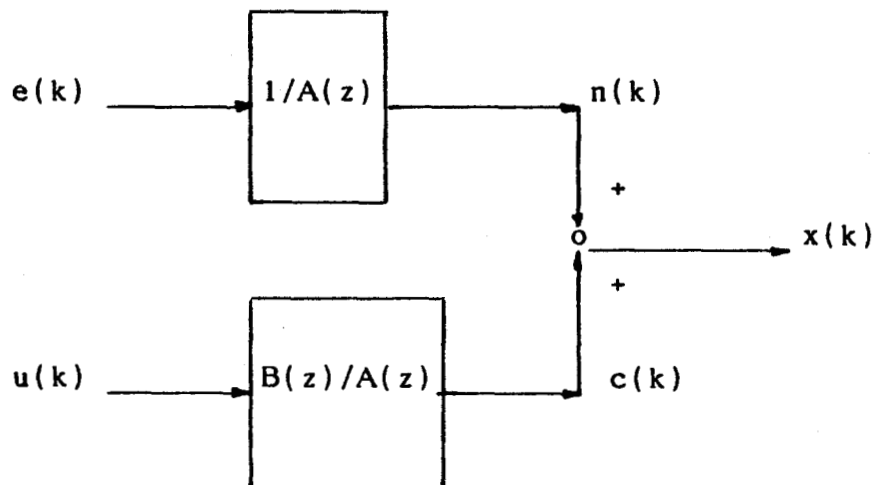 e(k)
1/A(z)
n(k)
+
x(k)
+
u(k)
B(z)/A(z)
c(k)